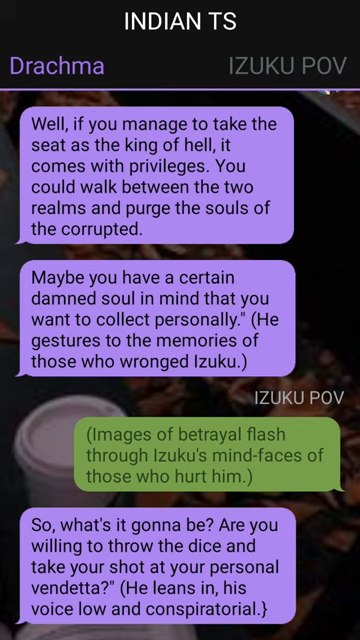 INDIAN TS
Drachma
IZUKU POV
Well, if you manage to take the
seat as the king of hell, it
comes with privileges. You
could walk between the two
realms and purge the souls of
the corrupted.
Maybe you have a certain
damned soul in mind that you
want to collect personally." (He
gestures to the memories of
those who wronged Izuku.)
IZUKU POV
(Images of betrayal flash
through Izuku's mind-faces of
those who hurt him.)
So, what's it gonna be? Are you
willing to throw the dice and
take your shot at your personal
vendetta?" (He leans in, his
voice low and conspiratorial.}